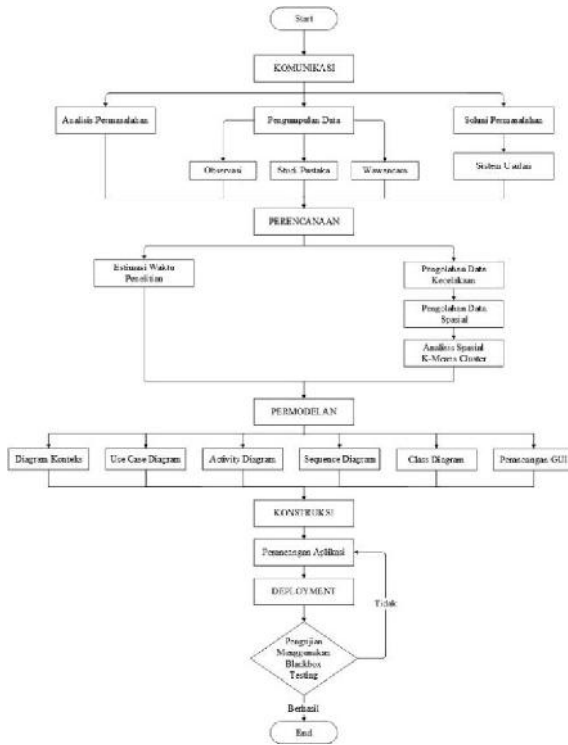 Start
KOMUNIKASI
Analisis Permasalahan
Pengumpulan Data
Solusi Permasalahan
Observasi
Studi Pustaka
Wawancara
Sistem Usulan
PERENCANAAN
Estimasi Waktu
Penelitian
Pengolahan Data
Kecelakaan
Pengolahan Data
Spasial
Analisis Spasial
K-Means Cluster
PERMODELAN
Diagram Konteks
Use Case Diagram
Activity Diagram
Sequence Diagram
Class Diagram
Perancangan GUI
KONSTRUKSI
Perancangan Aplikasi
DEPLOYMENT
Tidak
Pengujian
Menggunakan
Blackbox
Testing
Berhasil
End